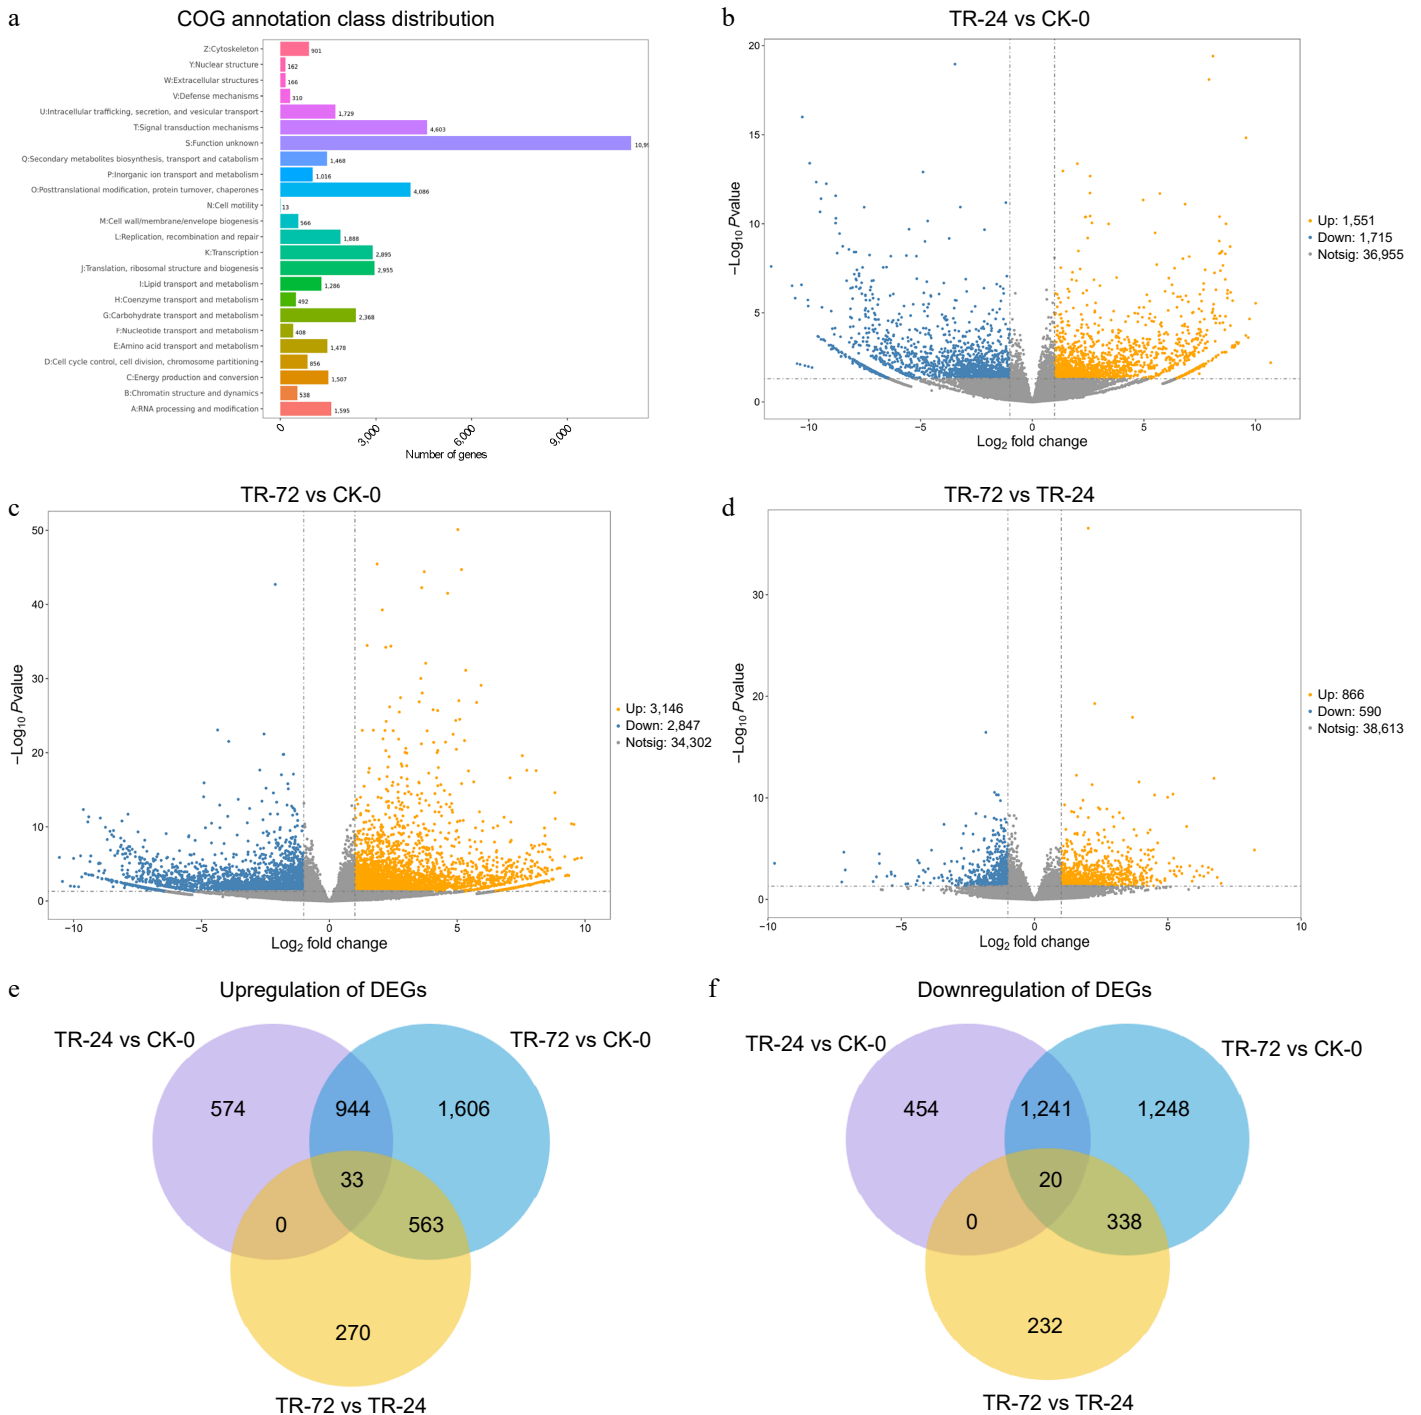 a
COG annotation class distribution
Z:Cytoskeleton 901
Y:Nuclear structure 162
W:Extracellular structures 166
V:Defense mechanisms 310
U:Intracellular trafficking, secretion, and vesicular transport 1,729
T:Signal transduction mechanisms 4,603
S:Function unknown
Q:Secondary metabolites biosynthesis, transport and catabolism 1,468
P:Inorganic ion transport and metabolism 1,016
O:Posttranslational modification, protein turnover, chaperones 4,086
N:Cell motility 13
M:Cell wall/membrane/envelope biogenesis 566
L:Replication, recombination and repair 1,888
K:Transcription 2,895
J:Translation, ribosomal structure and biogenesis 2,955
I:Lipid transport and metabolism 1,286
H:Coenzyme transport and metabolism 492
G:Carbohydrate transport and metabolism 2,368
F:Nucleotide transport and metabolism 408
E:Amino acid transport and metabolism 1,478
D:Cell cycle control, cell division, chromosome partitioning 856
C:Energy production and conversion 1,507
B:Chromatin structure and dynamics 538
A:RNA processing and modification 1,595
0 3,000 6,000 9,000
Number of genes
b
TR-24 vs CK-0
−Log10 Pvalue
20
15
10
5
0
−10 −5 0 5 10
Log2 fold change
Up: 1,551
Down: 1,715
Notsig: 36,955
c
TR-72 vs CK-0
−Log10 Pvalue
50
40
30
20
10
0
−10 −5 0 5 10
Log2 fold change
Up: 3,146
Down: 2,847
Notsig: 34,302
d
TR-72 vs TR-24
−Log10 Pvalue
30
20
10
0
−10 −5 0 5 10
Log2 fold change
Up: 866
Down: 590
Notsig: 38,613
e
Upregulation of DEGs
TR-24 vs CK-0
TR-72 vs CK-0
574 944 1,606
33
0 563
270
TR-72 vs TR-24
f
Downregulation of DEGs
TR-24 vs CK-0
TR-72 vs CK-0
454 1,241 1,248
20
0 338
232
TR-72 vs TR-24